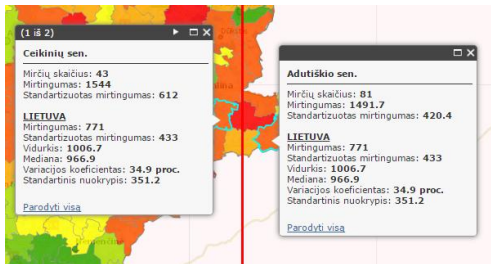 (1 iš 2)
Ceikinių sen.
Mirčių skaičius: 43
Mirtingumas: 1544
Standartizuotas mirtingumas: 612
LIETUVA
Mirtingumas: 771
Standartizuotas mirtingumas: 433
Vidurkis: 1006.7
Mediana: 966.9
Variacijos koeficientas: 34.9 proc.
Standartinis nuokrypis: 351.2
Parodyti visa
Adutiškio sen.
Mirčių skaičius: 81
Mirtingumas: 1491.7
Standartizuotas mirtingumas: 420.4
LIETUVA
Mirtingumas: 771
Standartizuotas mirtingumas: 433
Vidurkis: 1006.7
Mediana: 966.9
Variacijos koeficientas: 34.9 proc.
Standartinis nuokrypis: 351.2
Parodyti visa